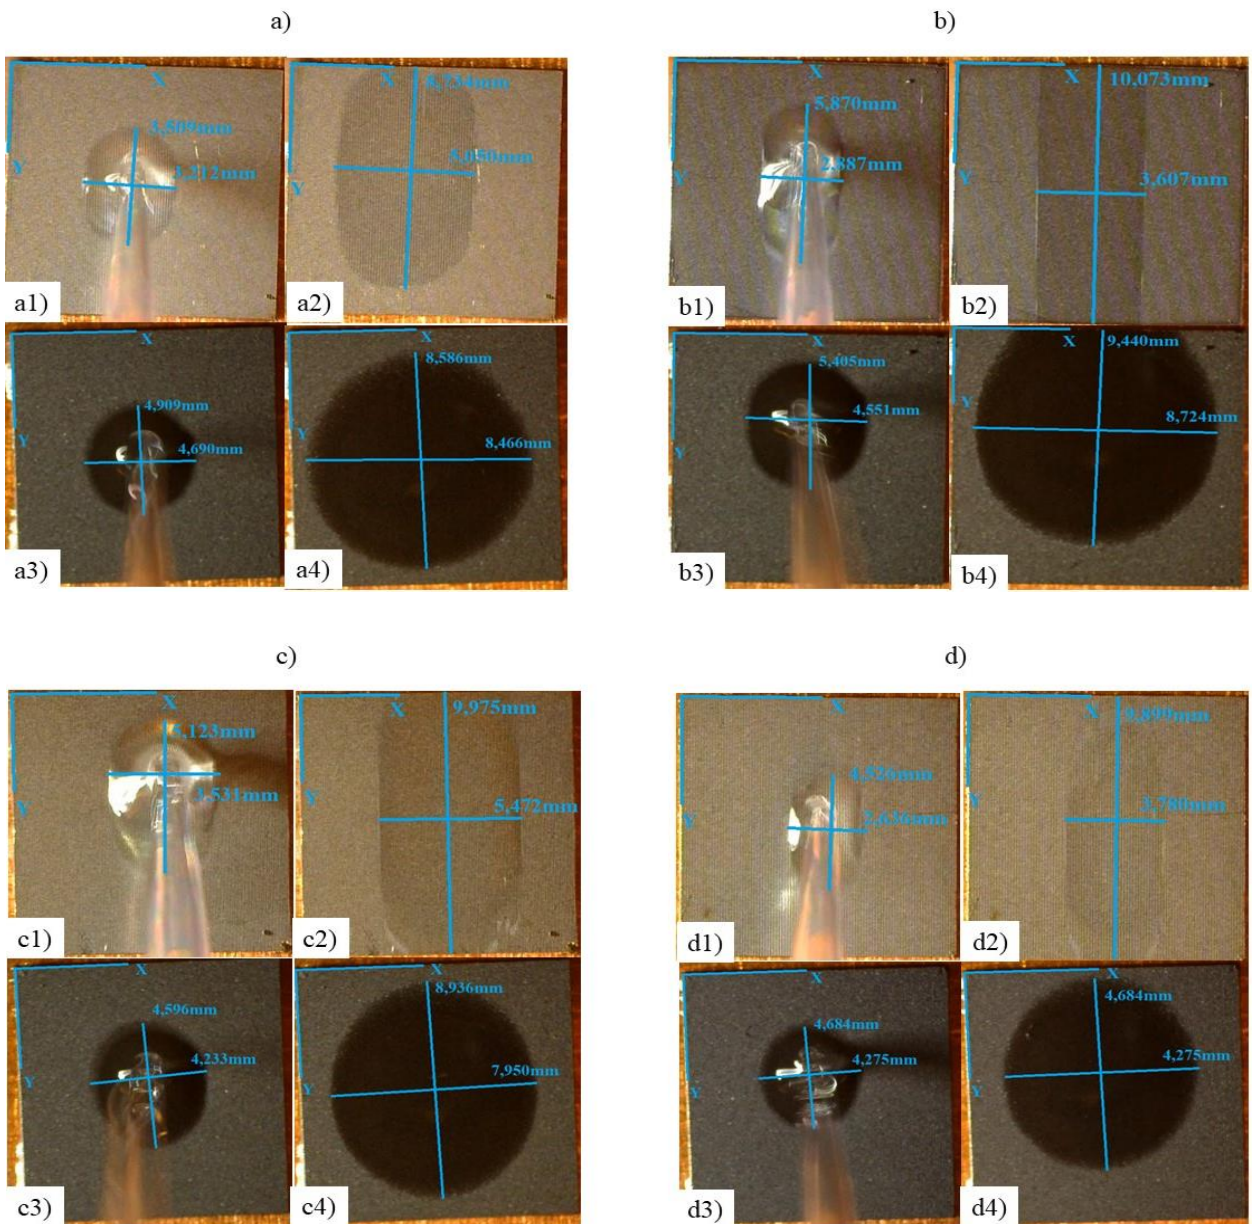 a)
b)
X
3,509mm
3,212mm
Y
a1)
X
8,734mm
5,050mm
Y
a2)
X
5,870mm
2,887mm
Y
b1)
X
10,073mm
3,607mm
Y
b2)
X
4,909mm
4,690mm
Y
a3)
8,586mm
8,466mm
Y
a4)
X
5,405mm
4,551mm
Y
b3)
X
9,440mm
8,724mm
Y
b4)
c)
d)
X
5,123mm
3,531mm
Y
c1)
X
9,975mm
5,472mm
Y
c2)
X
4,526mm
2,636mm
Y
d1)
X
9,899mm
3,780mm
Y
d2)
X
4,596mm
4,233mm
Y
c3)
X
8,936mm
7,950mm
Y
c4)
X
4,684mm
4,275mm
Y
d3)
X
4,684mm
4,275mm
Y
d4)